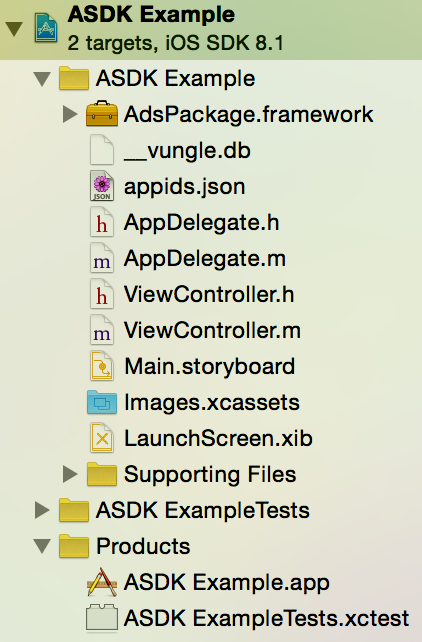 ASDK Example
2 targets, iOS SDK 8.1
ASDK Example
AdsPackage.framework
__vungle.db
JSON appids.json
h AppDelegate.h
m AppDelegate.m
h ViewController.h
m ViewController.m
Main.storyboard
Images.xcassets
LaunchScreen.xib
Supporting Files
ASDK ExampleTests
Products
ASDK Example.app
ASDK ExampleTests.xctest